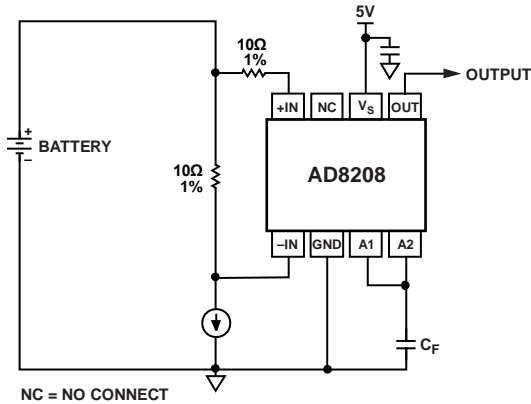 5V
10Ω
1%
OUTPUT
+IN
NC
VS
OUT
+
BATTERY
–
10Ω
1%
AD8208
–IN
GND
A1
A2
CF
NC = NO CONNECT